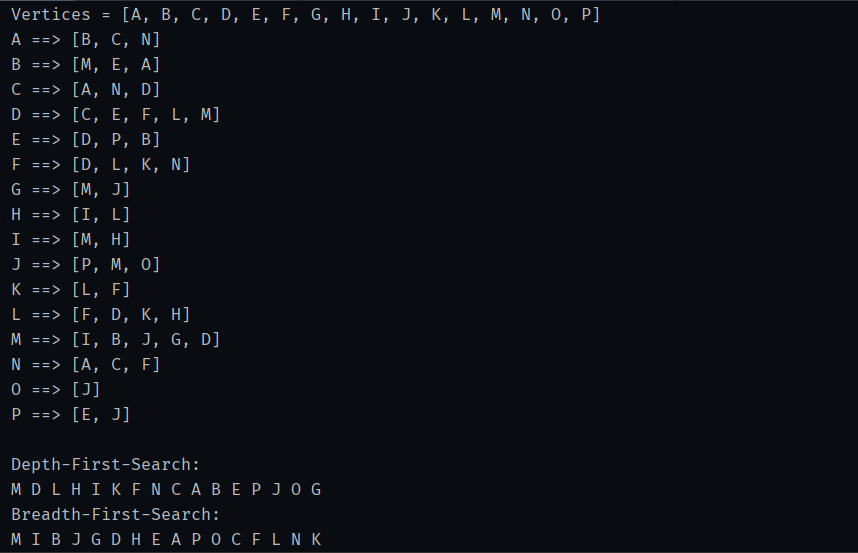 Vertices = [A, B, C, D, E, F, G, H, I, J, K, L, M, N, O, P]
A ==> [B, C, N]
B ==> [M, E, A]
C ==> [A, N, D]
D ==> [C, E, F, L, M]
E ==> [D, P, B]
F ==> [D, L, K, N]
G ==> [M, J]
H ==> [I, L]
I ==> [M, H]
J ==> [P, M, O]
K ==> [L, F]
L ==> [F, D, K, H]
M ==> [I, B, J, G, D]
N ==> [A, C, F]
O ==> [J]
P ==> [E, J]
Depth-First-Search:
M D L H I K F N C A B E P J O G
Breadth-First-Search:
M I B J G D H E A P O C F L N K